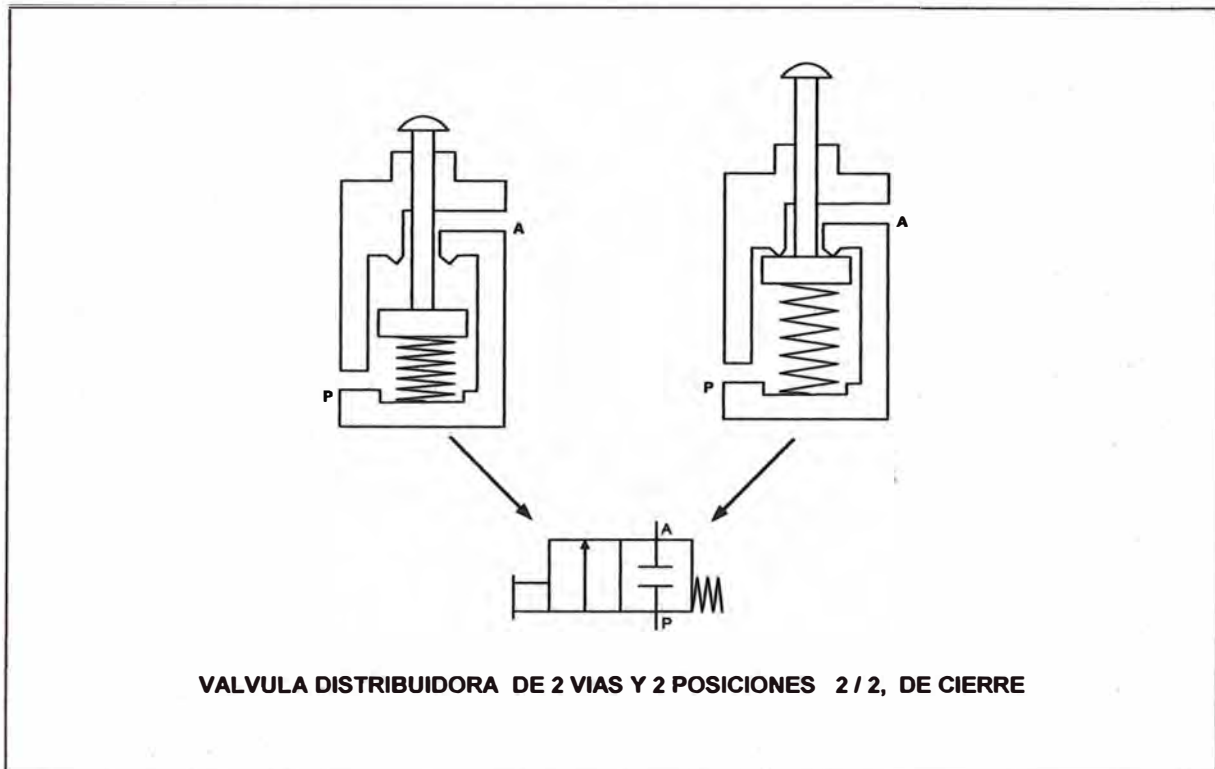 A
P
A
P
A
P
VALVULA DISTRIBUIDORA DE 2 VIAS Y 2 POSICIONES 2 / 2, DE CIERRE